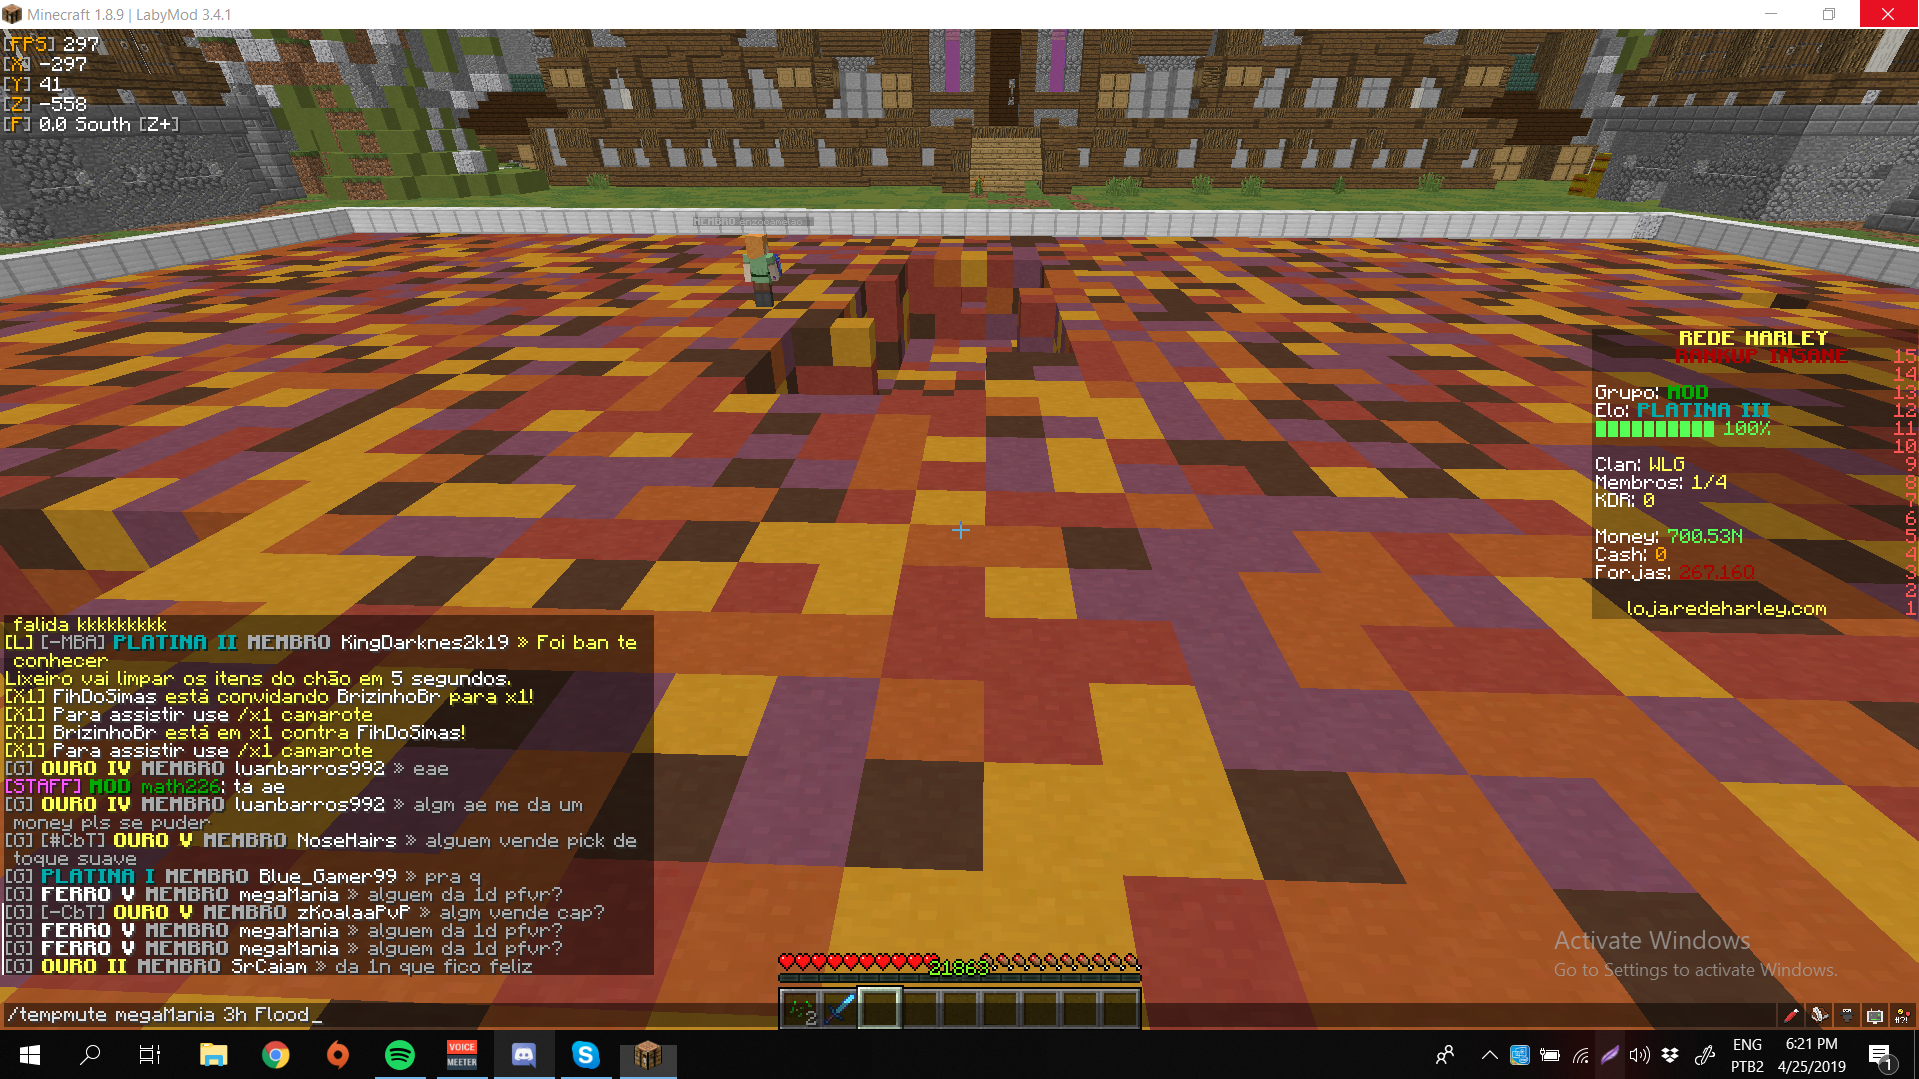 Minecraft 1.8.9 | LabyMod 3.4.1
[FPS] 297
[X] -297
[Y] 41
[Z] -558
[F] 0.0 South [Z+]
MEMBRO enzogamelao
REDE HARLEY
RANKUP INSANE 15
14
Grupo: MOD 13
Elo: PLATINA III 12
100% 11
10
Clan: WLG 9
Membros: 1/4 8
KDR: 0 7
6
Money: 700.53N 5
Cash: 0 4
Forjas: 267.16Q 3
2
loja.redeharley.com 1
falida kkkkkkkkk
[L] [-MBA] PLATINA II MEMBRO KingDarknes2k19 » Foi ban te
conhecer
Lixeiro vai limpar os itens do chão em 5 segundos.
[X1] FihDoSimas está convidando BrizinhoBr para x1!
[X1] Para assistir use /x1 camarote
[X1] BrizinhoBr está em x1 contra FihDoSimas!
[X1] Para assistir use /x1 camarote
[G] OURO IV MEMBRO luanbarros992 » eae
[STAFF] MOD math226: ta ae
[G] OURO IV MEMBRO luanbarros992 » algm ae me da um
money pls se puder
[G] [#CbT] OURO V MEMBRO NoseHairs » alguem vende pick de
toque suave
[G] PLATINA I MEMBRO Blue_Gamer99 » pra q
[G] FERRO V MEMBRO megaMania » alguem da 1d pfvr?
[G] [-CbT] OURO V MEMBRO zKoalaaPvP » algm vende cap?
[G] FERRO V MEMBRO megaMania » alguem da 1d pfvr?
[G] FERRO V MEMBRO megaMania » alguem da 1d pfvr?
[G] OURO II MEMBRO SrCaiam » da 1n que fico feliz
/tempmute megaMania 3h Flood_
21863
2
Activate Windows
Go to Settings to activate Windows.
VOICE
MEETER
ENG
PTB2
6:21 PM
4/25/2019
1